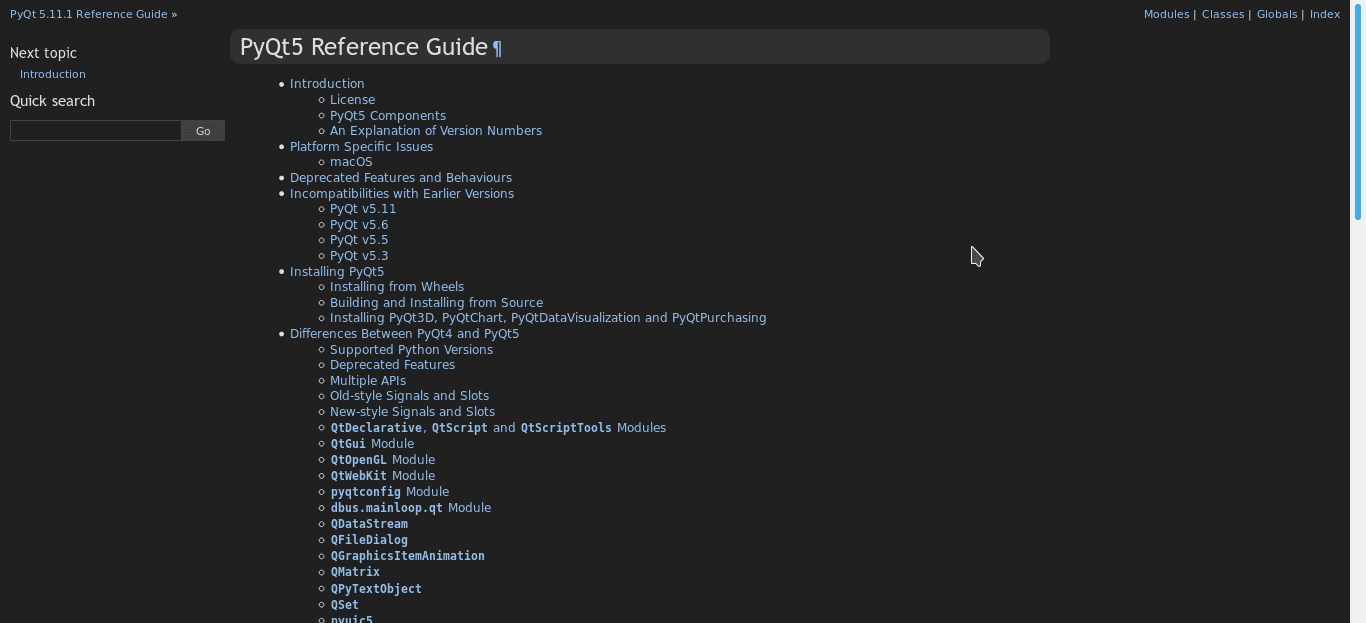 PyQt 5.11.1 Reference Guide »
Modules | Classes | Globals | Index
Next topic
Introduction
Quick search
Go
PyQt5 Reference Guide¶
Introduction
License
PyQt5 Components
An Explanation of Version Numbers
Platform Specific Issues
macOS
Deprecated Features and Behaviours
Incompatibilities with Earlier Versions
PyQt v5.11
PyQt v5.6
PyQt v5.5
PyQt v5.3
Installing PyQt5
Installing from Wheels
Building and Installing from Source
Installing PyQt3D, PyQtChart, PyQtDataVisualization and PyQtPurchasing
Differences Between PyQt4 and PyQt5
Supported Python Versions
Deprecated Features
Multiple APIs
Old-style Signals and Slots
New-style Signals and Slots
QtDeclarative, QtScript and QtScriptTools Modules
QtGui Module
QtOpenGL Module
QtWebKit Module
pyqtconfig Module
dbus.mainloop.qt Module
QDataStream
QFileDialog
QGraphicsItemAnimation
QMatrix
QPyTextObject
QSet
pyuic5